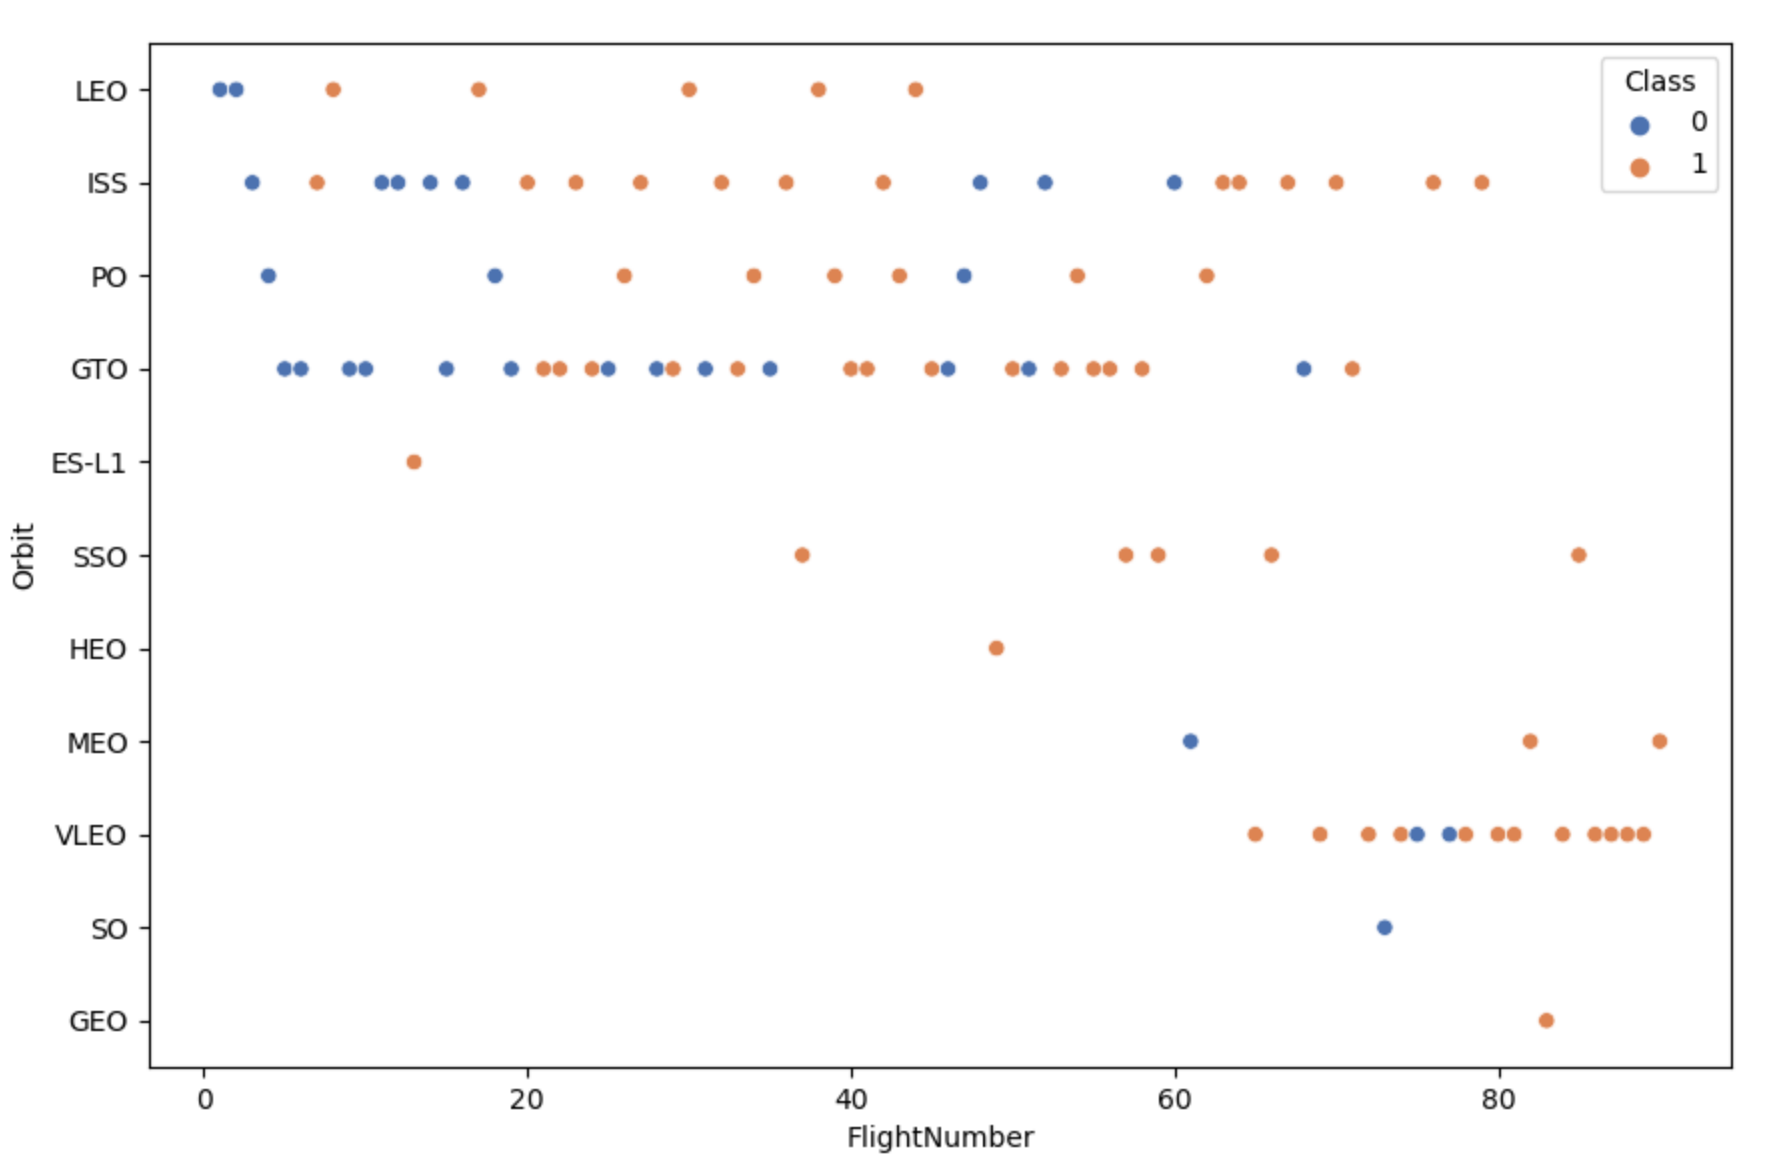 LEO
ISS
PO
GTO
ES-L1
SSO
HEO
MEO
VLEO
SO
GEO
Orbit
0
20
40
60
80
FlightNumber
Class
0
1